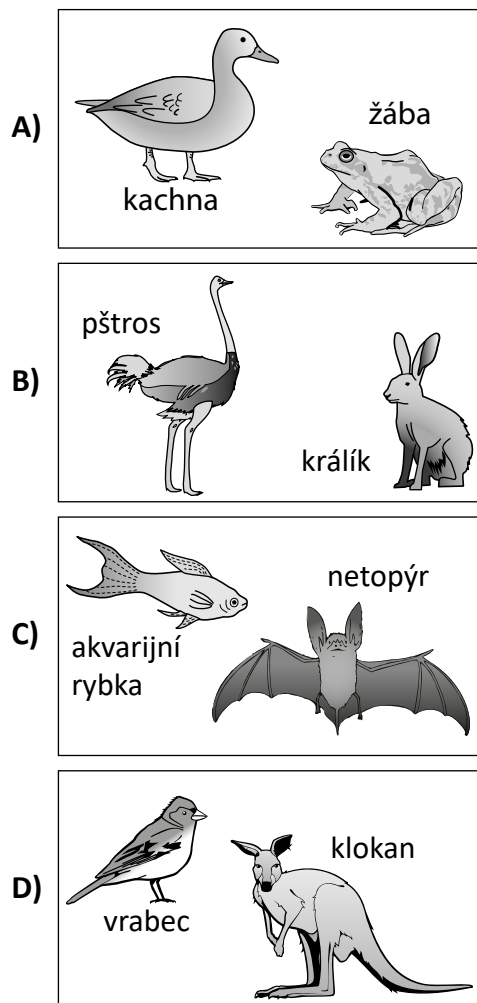 A)
kachna
žába
B)
pštros
králík
C)
akvarijní
rybka
netopýr
D)
vrabec
klokan